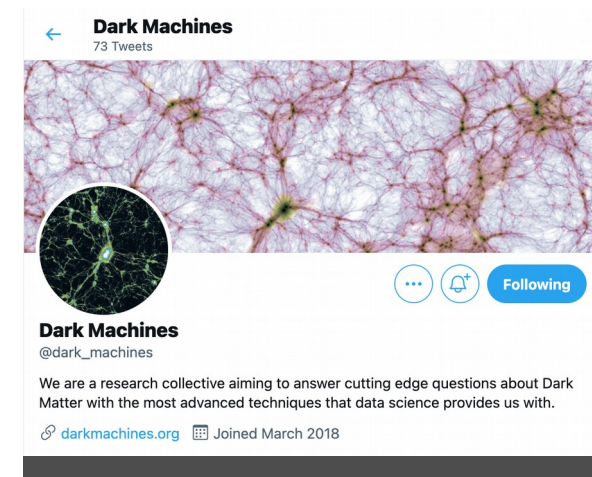 Dark Machines
73 Tweets
Following
Dark Machines
@dark_machines
We are a research collective aiming to answer cutting edge questions about Dark
Matter with the most advanced techniques that data science provides us with.
darkmachines.org Joined March 2018